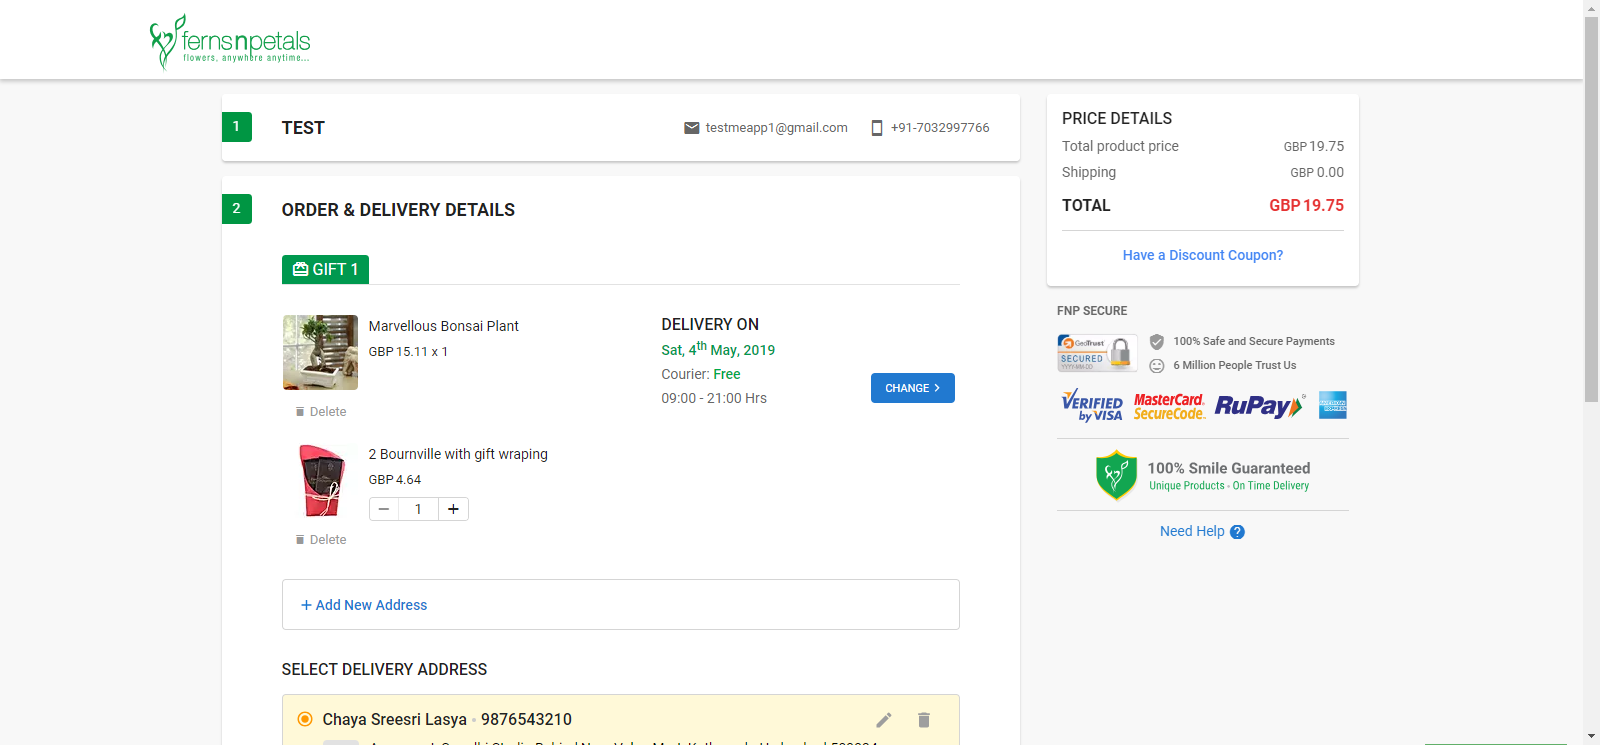 fernsnpetals
flowers, anywhere anytime...
1
TEST
testmeapp1@gmail.com
+91-7032997766
2
ORDER & DELIVERY DETAILS
GIFT 1
Marvellous Bonsai Plant
GBP 15.11 x 1
Delete
DELIVERY ON
Sat, 4th May, 2019
Courier: Free
09:00 - 21:00 Hrs
CHANGE >
2 Bournville with gift wraping
GBP 4.64
− 1 +
Delete
+ Add New Address
SELECT DELIVERY ADDRESS
Chaya Sreesri Lasya • 9876543210
PRICE DETAILS
Total product price GBP 19.75
Shipping GBP 0.00
TOTAL GBP 19.75
Have a Discount Coupon?
FNP SECURE
GeoTrust
SECURED
YYYY-MM-DD
100% Safe and Secure Payments
6 Million People Trust Us
VERIFIED
by VISA
MasterCard
SecureCode
RuPay
100% Smile Guaranteed
Unique Products • On Time Delivery
Need Help ?